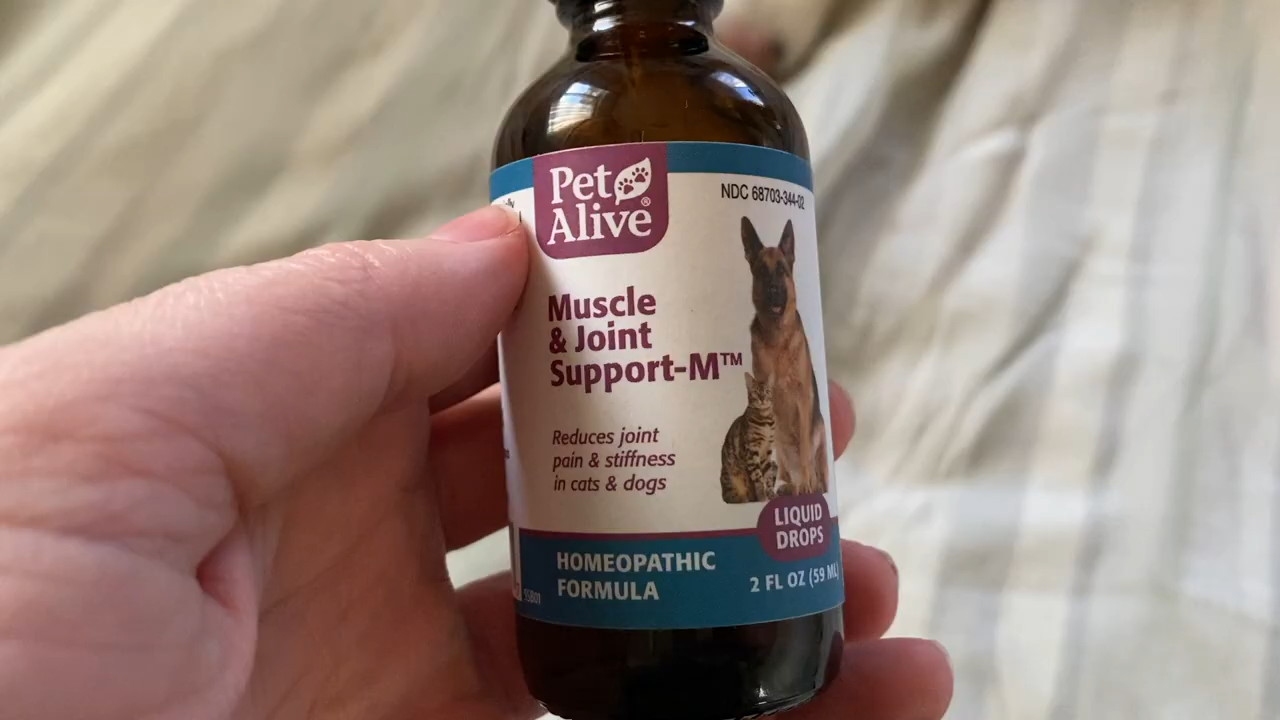 Pet
Alive®
NDC 68703-344-02
Muscle
& Joint
Support-M™
Reduces joint
pain & stiffness
in cats & dogs
LIQUID
DROPS
HOMEOPATHIC
FORMULA
2 FL OZ (59 ML)